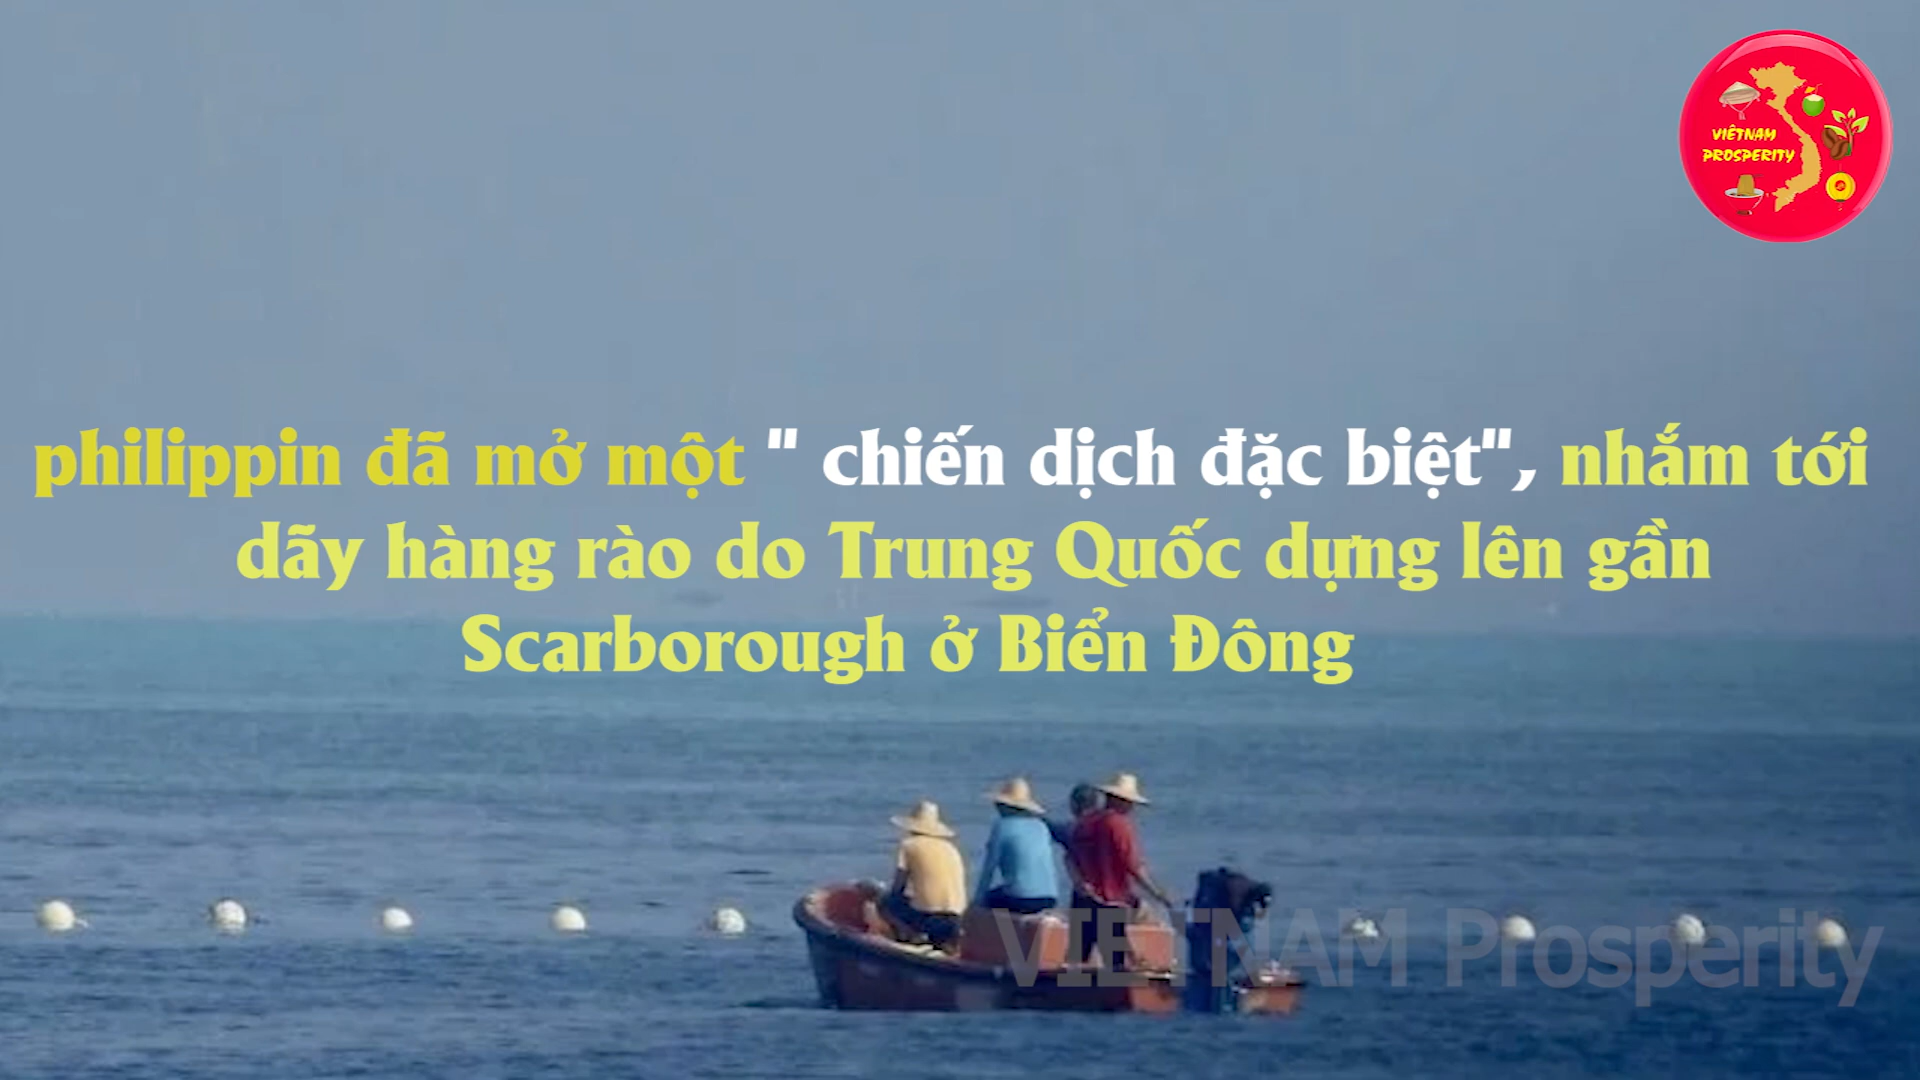 VIÊTNAM
PROSPERITY
philippin đã mở một " chiến dịch đặc biệt", nhắm tới
dãy hàng rào do Trung Quốc dựng lên gần
Scarborough ở Biển Đông
VIETNAM Prosperity